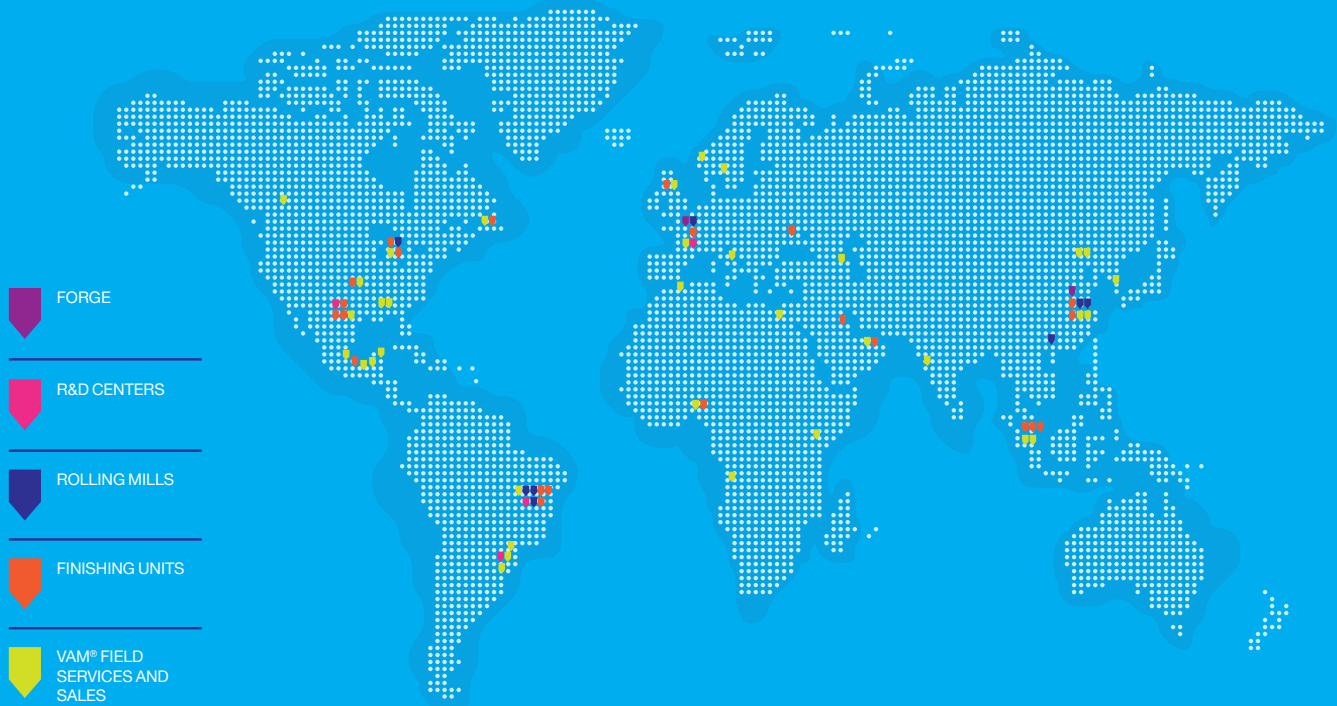 FORGE
R&D CENTERS
ROLLING MILLS
FINISHING UNITS
VAM® FIELD
SERVICES AND
SALES